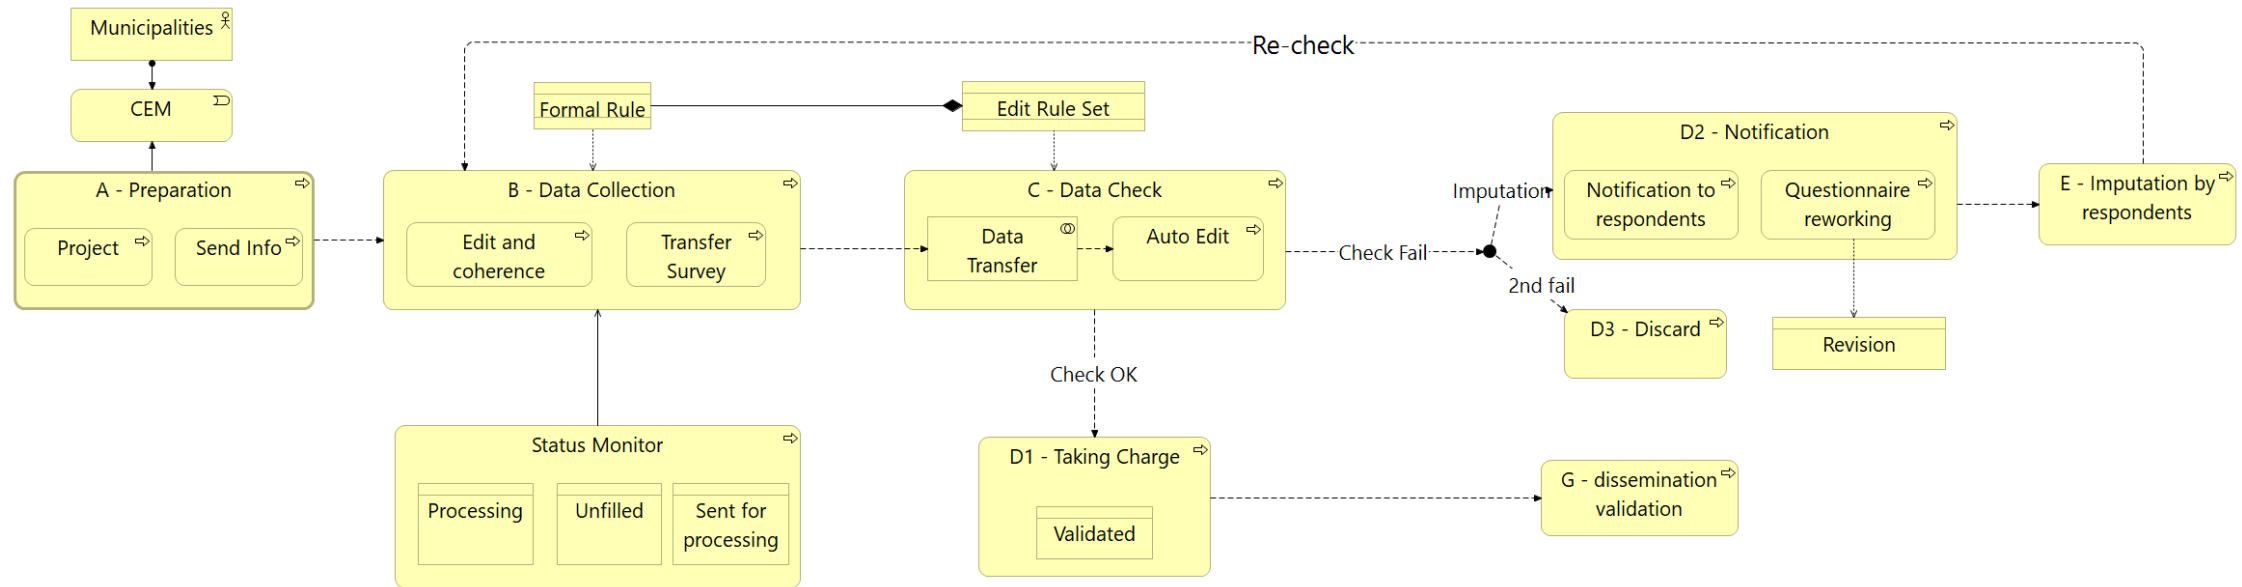 Municipalities
CEM
Re-check
Formal Rule
Edit Rule Set
A - Preparation
Project
Send Info
B - Data Collection
Edit and
coherence
Transfer
Survey
C - Data Check
Data
Transfer
Auto Edit
Check Fail
Imputation
2nd fail
D2 - Notification
Notification to
respondents
Questionnaire
reworking
E - Imputation by
respondents
D3 - Discard
Revision
Check OK
Status Monitor
Processing
Unfilled
Sent for
processing
D1 - Taking Charge
Validated
G - dissemination
validation